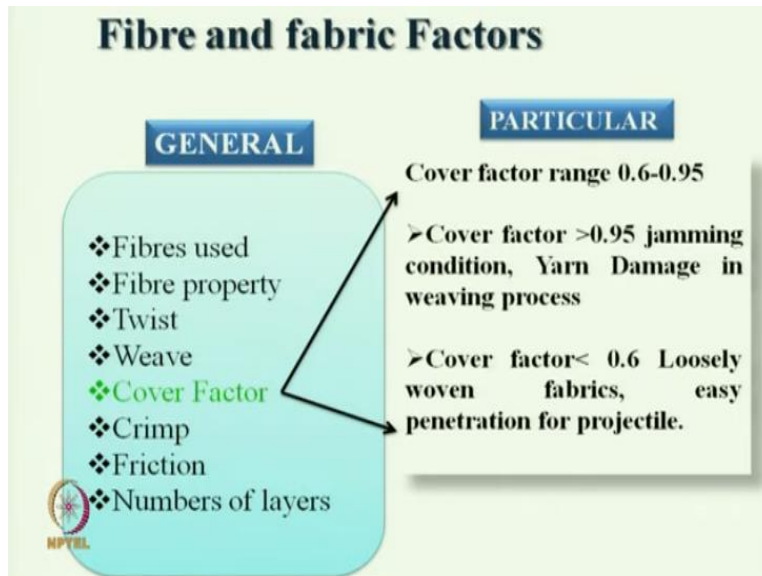 Fibre and fabric Factors
GENERAL
❖Fibres used
❖Fibre property
❖Twist
❖Weave
❖Cover Factor
❖Crimp
❖Friction
❖Numbers of layers
PARTICULAR
Cover factor range 0.6-0.95
➢Cover factor >0.95 jamming
condition, Yarn Damage in
weaving process
➢Cover factor< 0.6 Loosely
woven fabrics, easy
penetration for projectile.
NPTEL